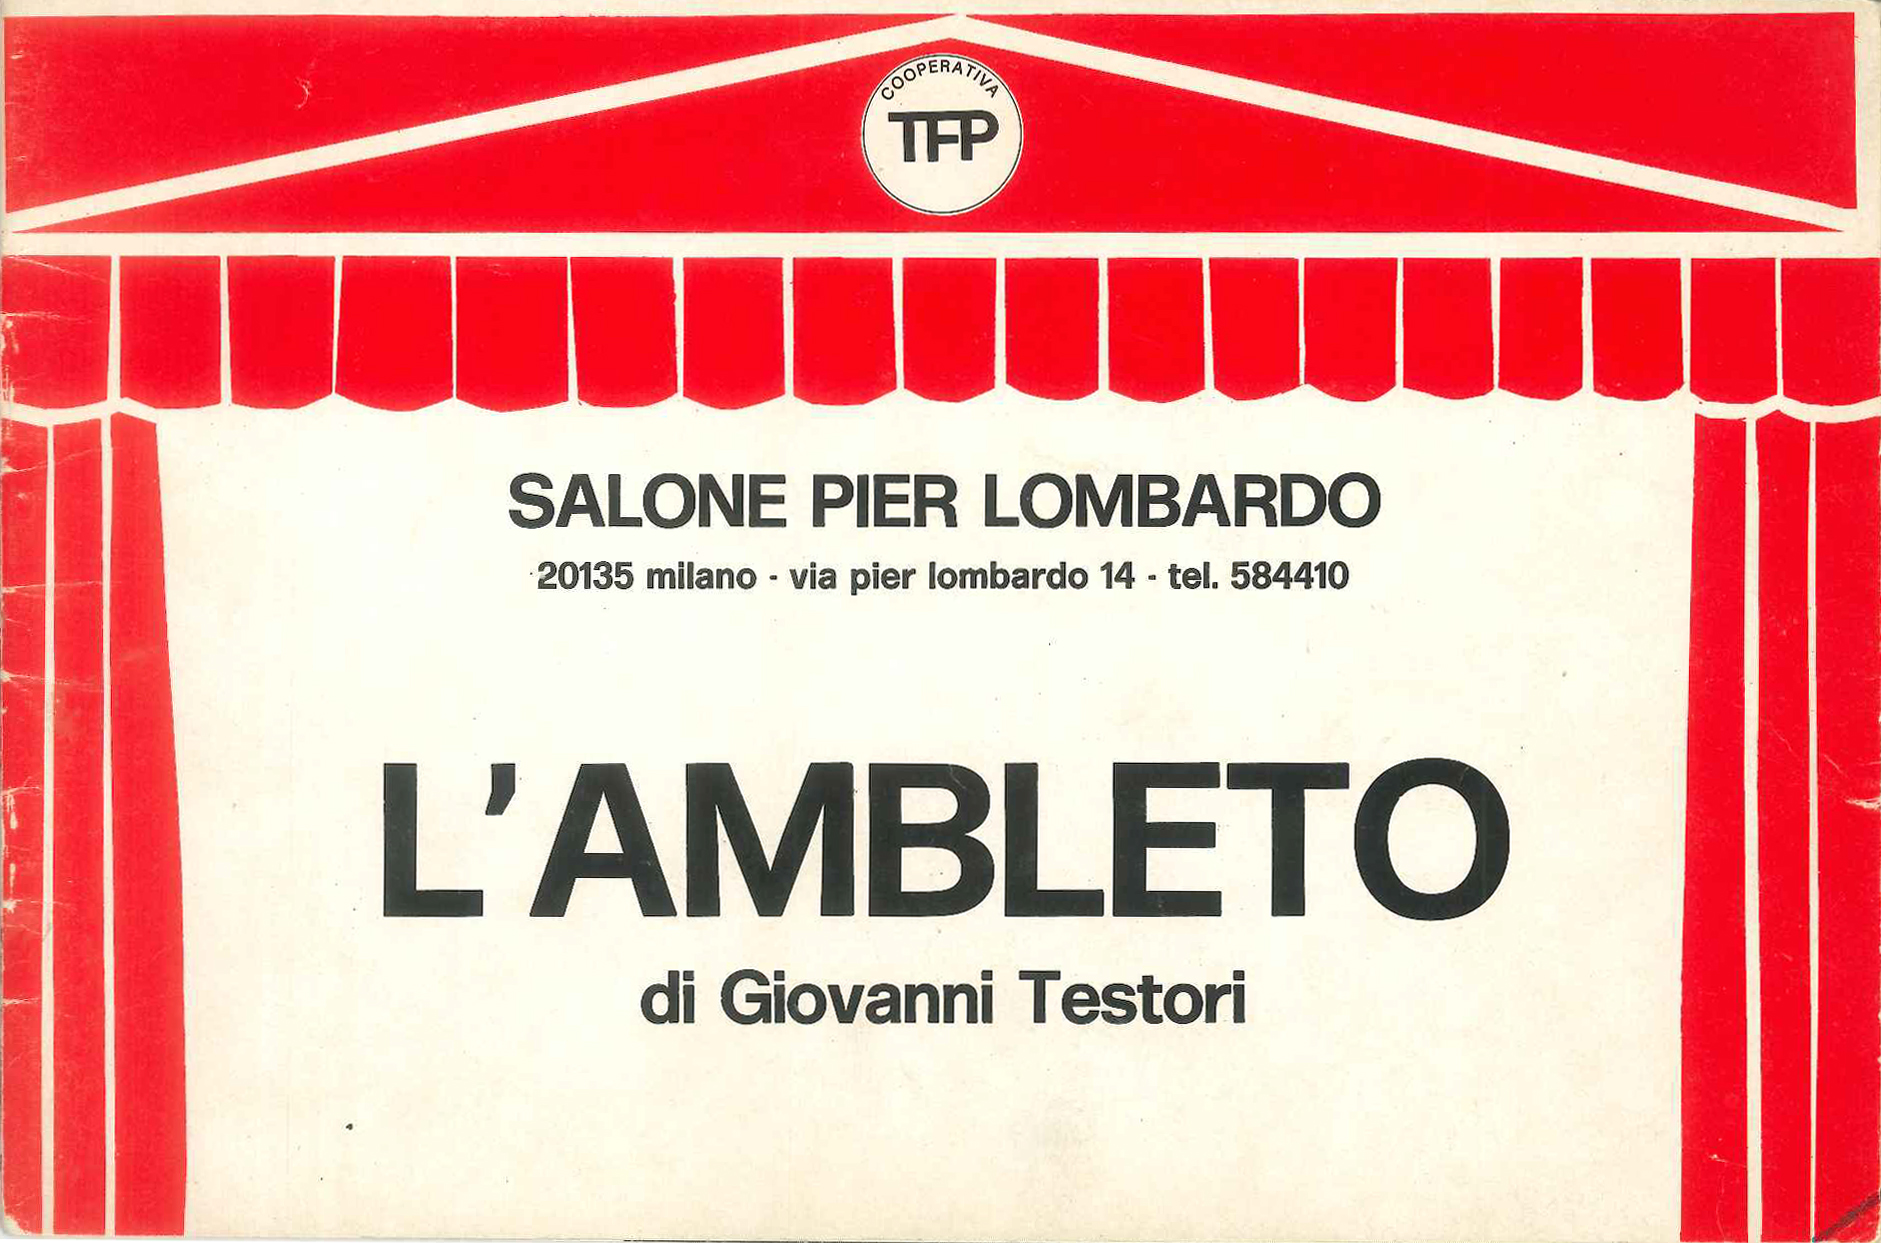 COOPERATIVA
TFP
SALONE PIER LOMBARDO
20135 milano - via pier lombardo 14 - tel. 584410
L'AMBLETO
di Giovanni Testori